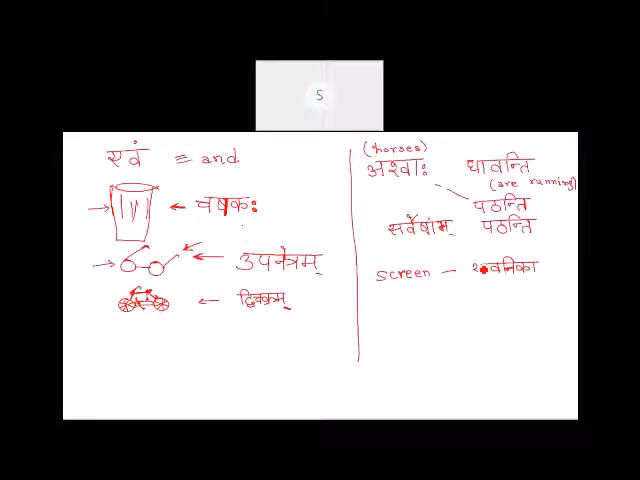 S
एवं = and
चषकः
उपनेत्रम्
द्विचक्रम्
(horses)
अश्वाः धावन्ति
(are running)
पठन्ति
सर्वेषाम् पठन्ति
screen –